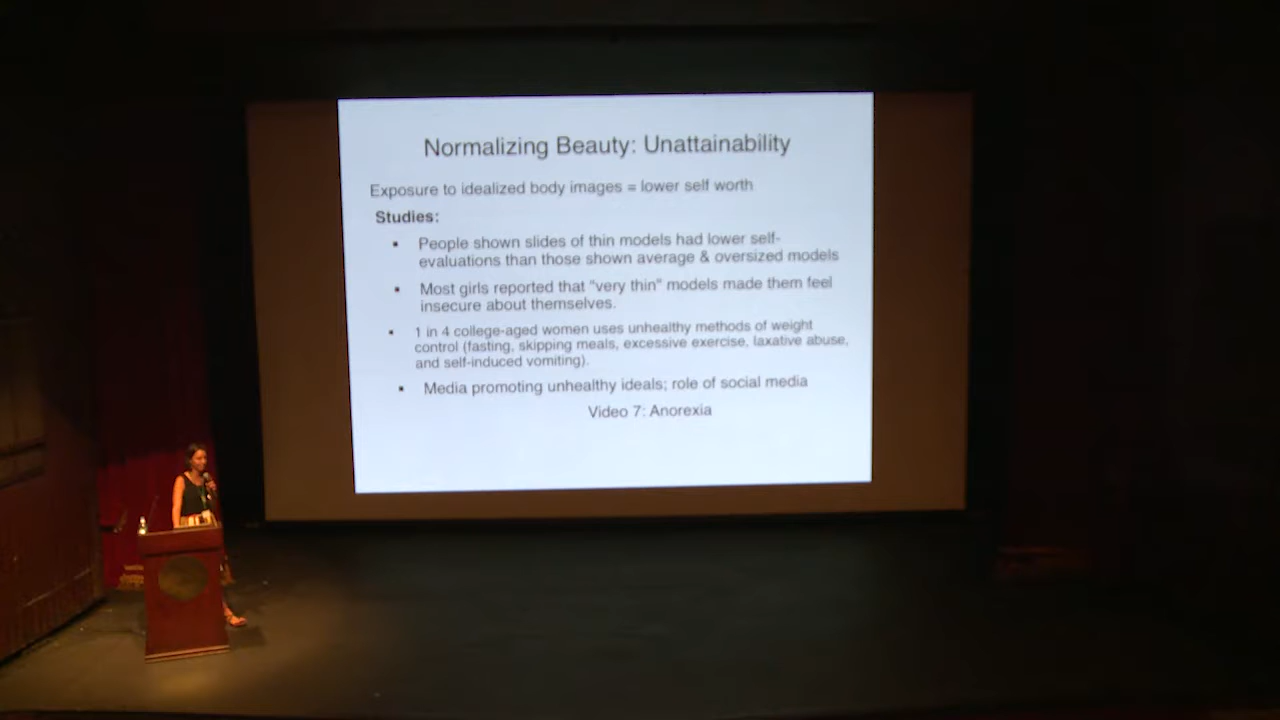 Normalizing Beauty: Unattainability
Exposure to idealized body images = lower self worth
Studies:
▪ People shown slides of thin models had lower self-
evaluations than those shown average & oversized models
▪ Most girls reported that "very thin" models made them feel
insecure about themselves.
▪ 1 in 4 college-aged women uses unhealthy methods of weight
control (fasting, skipping meals, excessive exercise, laxative abuse,
and self-induced vomiting).
▪ Media promoting unhealthy ideals; role of social media
Video 7: Anorexia